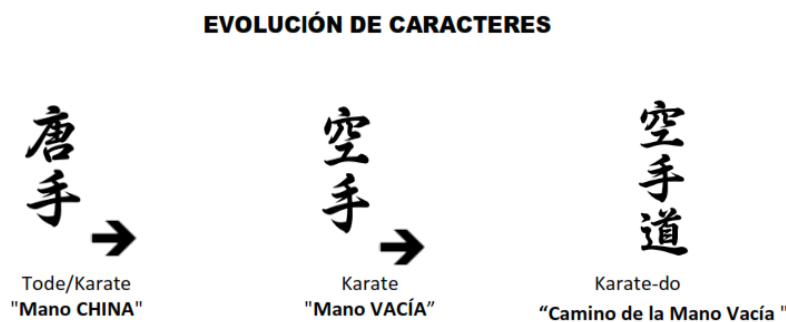 EVOLUCIÓN DE CARACTERES
唐手
空手
空手道
Tode/Karate
"Mano CHINA"
Karate
"Mano VACÍA”
Karate-do
“Camino de la Mano Vacía "